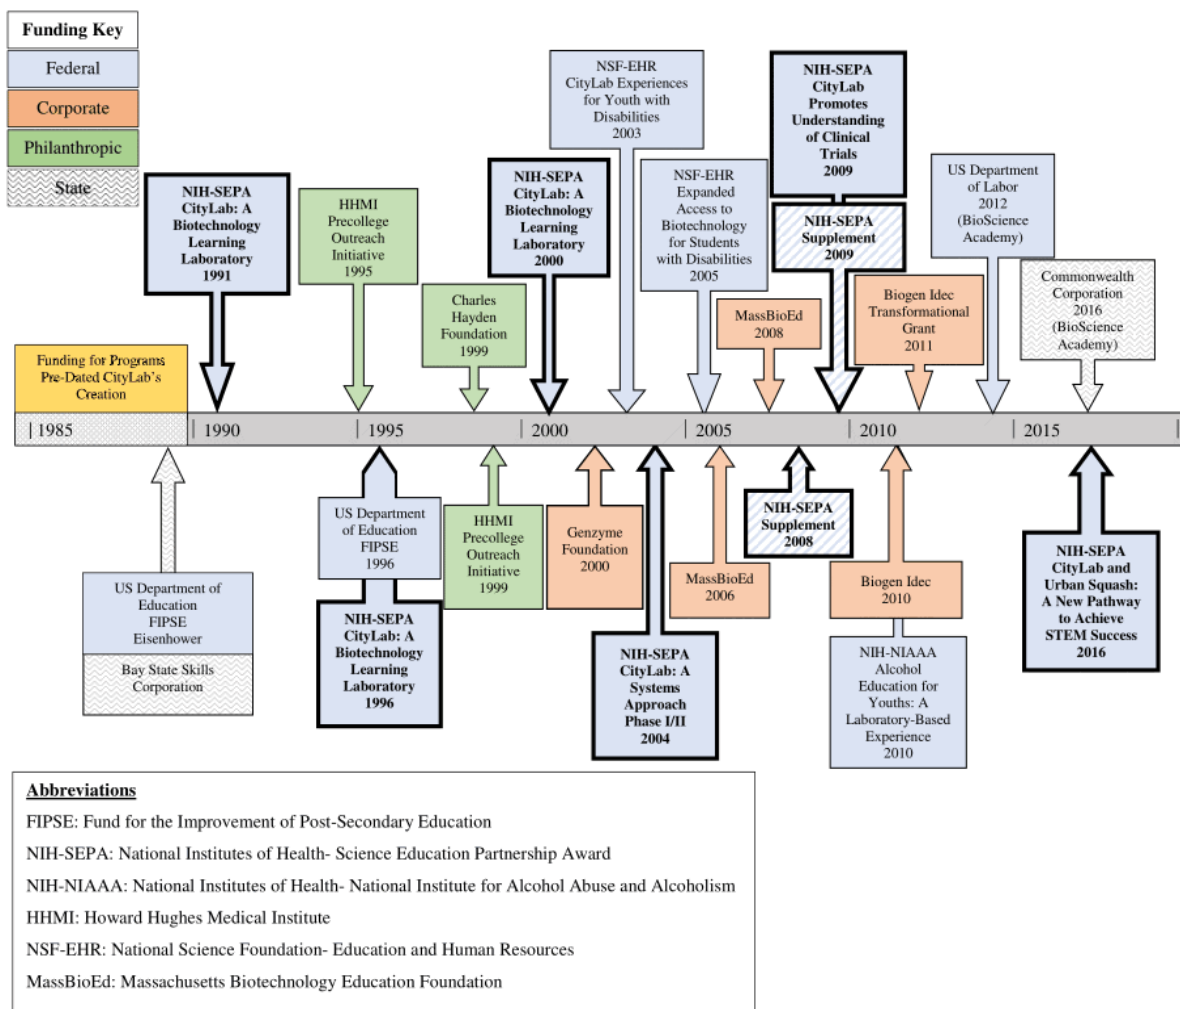 Funding Key
Federal
Corporate
Philanthropic
State
NIH-SEPA
CityLab: A
Biotechnology
Learning
Laboratory
1991
HHMI
Precollege
Outreach
Initiative
1995
Charles
Hayden
Foundation
1999
NIH-SEPA
CityLab: A
Biotechnology
Learning
Laboratory
2000
NSF-EHR
CityLab Experiences
for Youth with
Disabilities
2003
NSF-EHR
Expanded
Access to
Biotechnology
for Students
with Disabilities
2005
MassBioEd
2008
NIH-SEPA
CityLab
Promotes
Understanding
of Clinical
Trials
2009
NIH-SEPA
Supplement
2009
Biogen Idec
Transformational
Grant
2011
US Department
of Labor
2012
(BioScience
Academy)
Commonwealth
Corporation
2016
(BioScience
Academy)
Funding for Programs
Pre-Dated CityLab's
Creation
| 1985 | 1990 | 1995 | 2000 | 2005 | 2010 | 2015 |
US Department of
Education
FIPSE
Eisenhower
Bay State Skills
Corporation
US Department
of Education
FIPSE
1996
NIH-SEPA
CityLab: A
Biotechnology
Learning
Laboratory
1996
HHMI
Precollege
Outreach
Initiative
1999
Genzyme
Foundation
2000
NIH-SEPA
CityLab: A
Systems
Approach
Phase I/II
2004
MassBioEd
2006
NIH-SEPA
Supplement
2008
Biogen Idec
2010
NIH-NIAAA
Alcohol
Education for
Youths: A
Laboratory-Based
Experience
2010
NIH-SEPA
CityLab and
Urban Squash:
A New Pathway
to Achieve
STEM Success
2016
Abbreviations
FIPSE: Fund for the Improvement of Post-Secondary Education
NIH-SEPA: National Institutes of Health- Science Education Partnership Award
NIH-NIAAA: National Institutes of Health- National Institute for Alcohol Abuse and Alcoholism
HHMI: Howard Hughes Medical Institute
NSF-EHR: National Science Foundation- Education and Human Resources
MassBioEd: Massachusetts Biotechnology Education Foundation